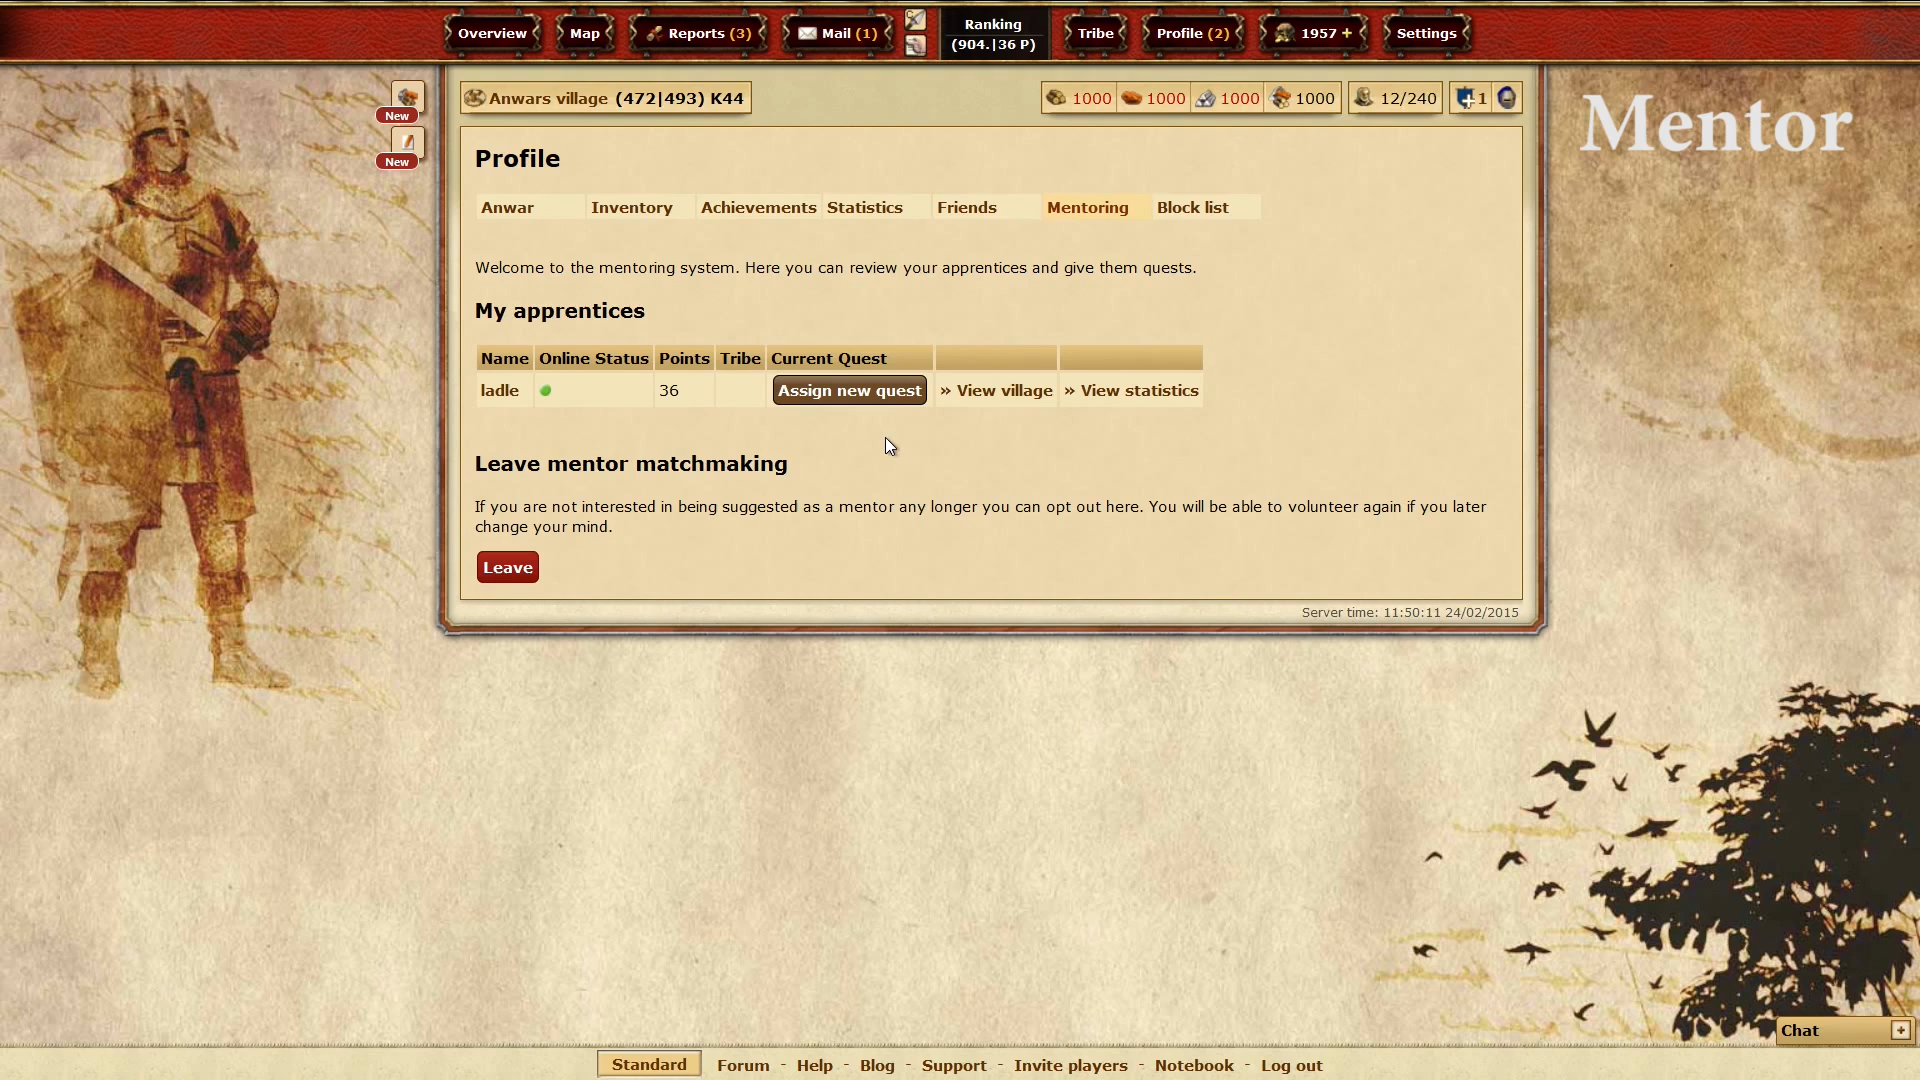 Overview
Map
Reports (3)
Mail (1)
Ranking
(904.|36 P)
Tribe
Profile (2)
1957 +
Settings
New
New
Anwars village (472|493) K44
1000 1000 1000 1000 12/240 1
Mentor
Profile
Anwar Inventory Achievements Statistics Friends Mentoring Block list
Welcome to the mentoring system. Here you can review your apprentices and give them quests.
My apprentices
Name Online Status Points Tribe Current Quest
ladle 36 Assign new quest » View village » View statistics
Leave mentor matchmaking
If you are not interested in being suggested as a mentor any longer you can opt out here. You will be able to volunteer again if you later
change your mind.
Leave
Server time: 11:50:11 24/02/2015
Chat +
Standard Forum - Help - Blog - Support - Invite players - Notebook - Log out